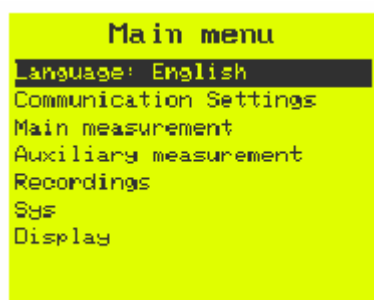 Main menu
Language: English
Communication Settings
Main measurement
Auxiliary measurement
Recordings
Sys
Display